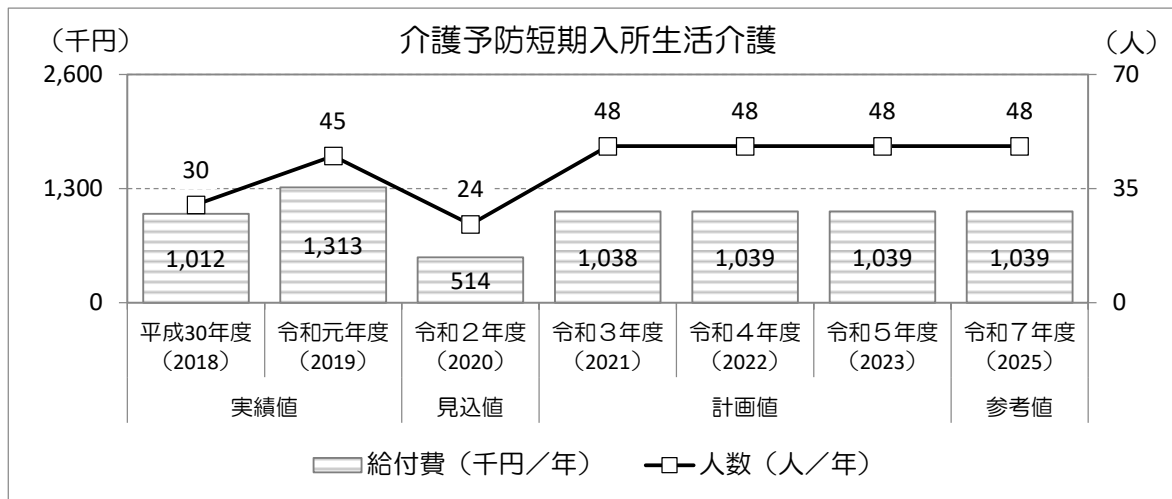 介護予防短期入所生活介護
（千円）
（人）
2,600
1,300
0
70
35
0
30
45
24
48
48
48
48
1,012
1,313
514
1,038
1,039
1,039
1,039
平成30年度 令和元年度 令和２年度 令和３年度 令和４年度 令和５年度 令和７年度
（2018） （2019） （2020） （2021） （2022） （2023） （2025）
実績値 見込値 計画値 参考値
給付費（千円／年） 人数（人／年）